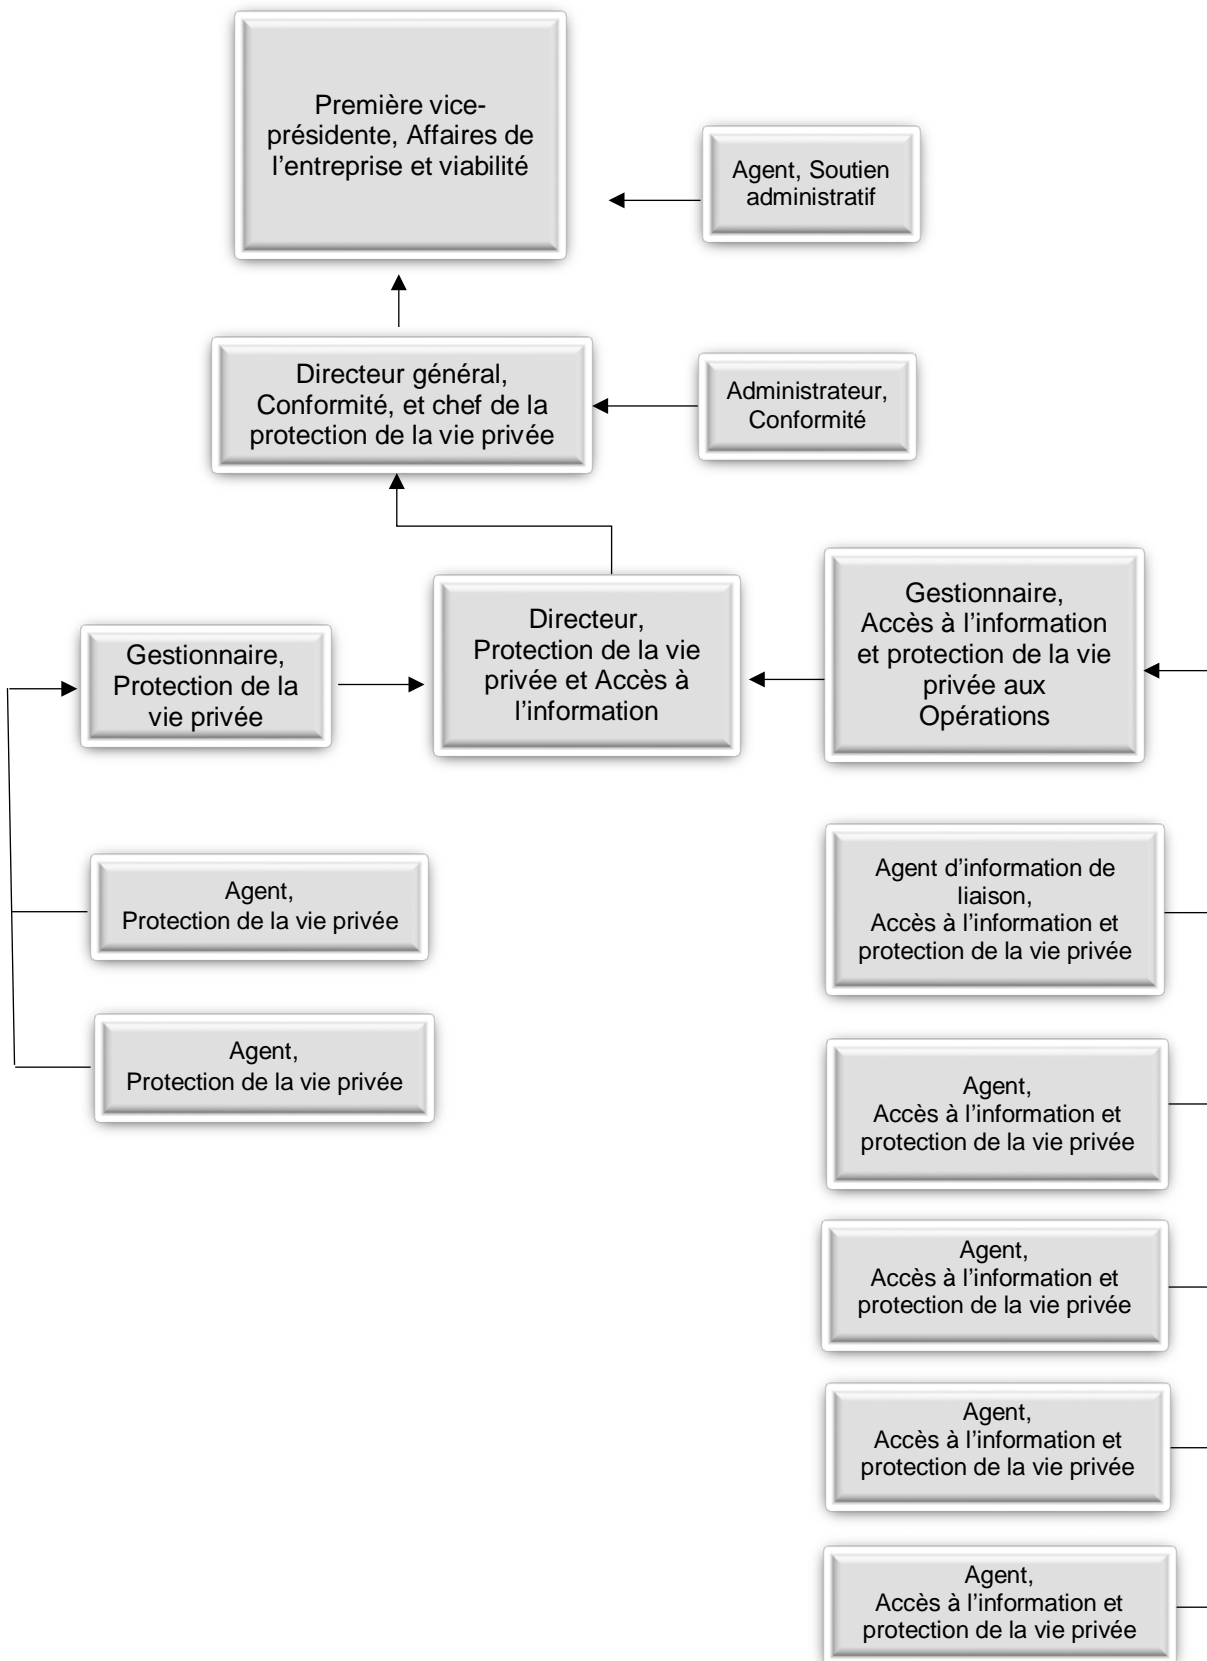 Première vice-
présidente, Affaires de
l’entreprise et viabilité
Agent, Soutien
administratif
Directeur général,
Conformité, et chef de la
protection de la vie privée
Administrateur,
Conformité
Gestionnaire,
Protection de la
vie privée
Directeur,
Protection de la vie
privée et Accès à
l’information
Gestionnaire,
Accès à l’information
et protection de la vie
privée aux
Opérations
Agent,
Protection de la vie privée
Agent,
Protection de la vie privée
Agent d’information de
liaison,
Accès à l’information et
protection de la vie privée
Agent,
Accès à l’information et
protection de la vie privée
Agent,
Accès à l’information et
protection de la vie privée
Agent,
Accès à l’information et
protection de la vie privée
Agent,
Accès à l’information et
protection de la vie privée